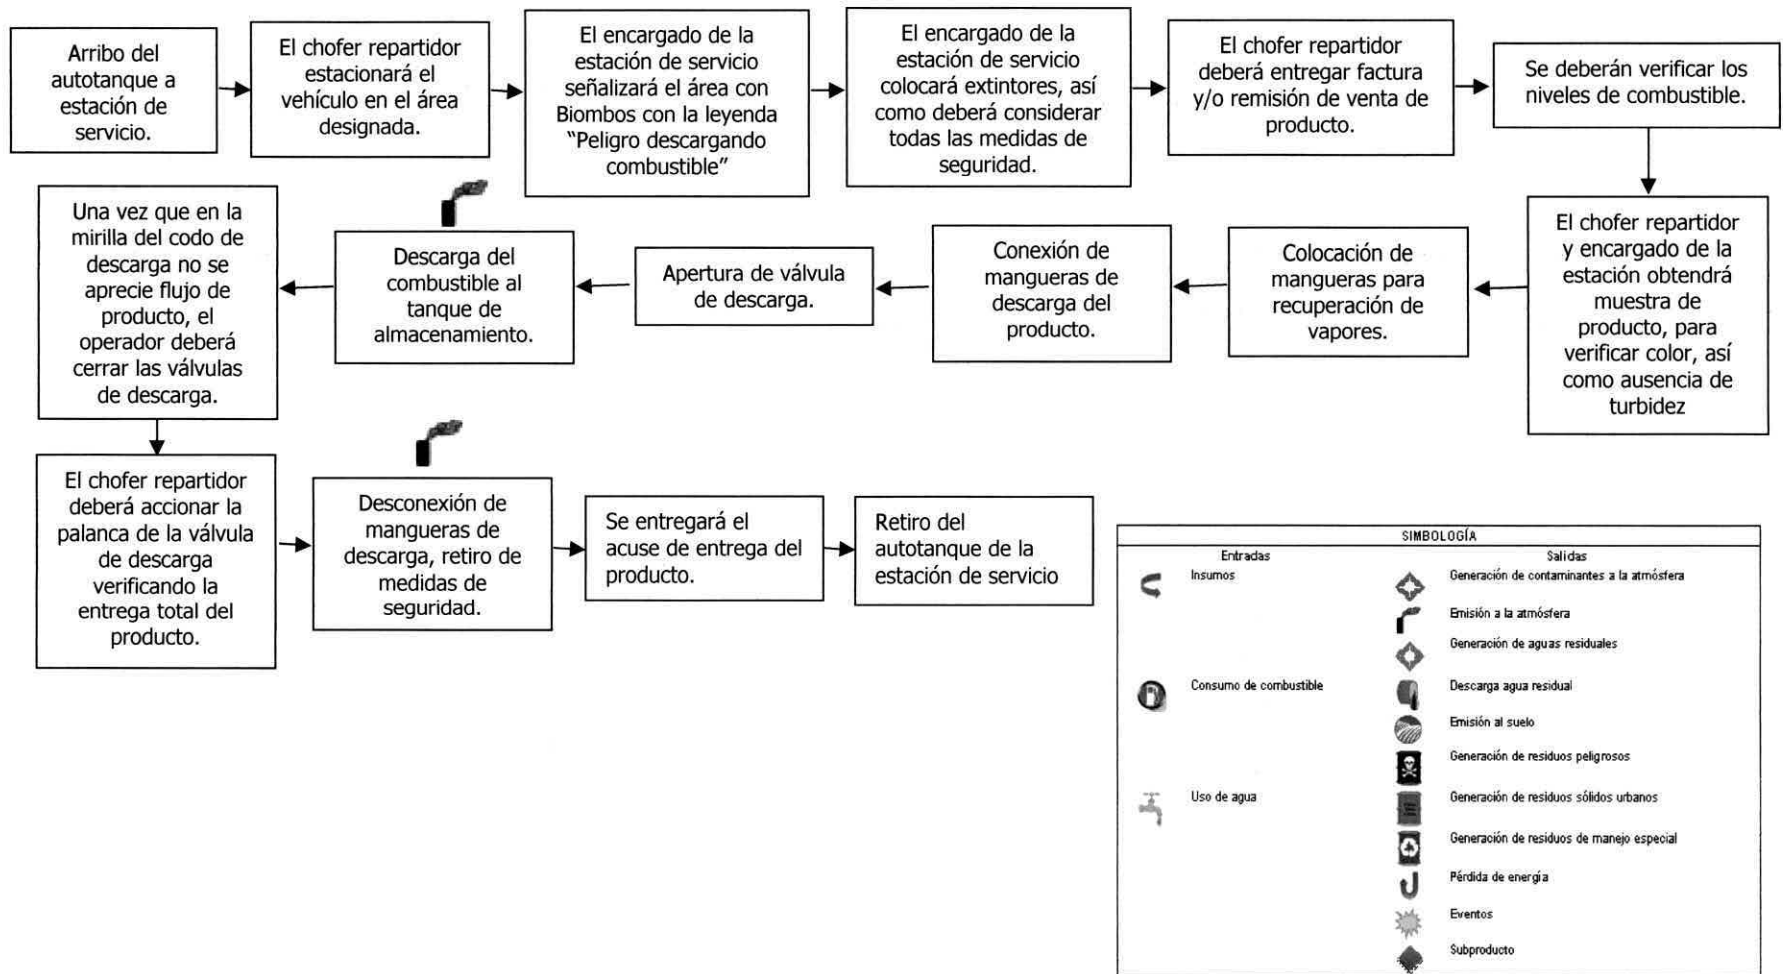 Arribo del
autotanque a
estación de
servicio.
El chofer repartidor
estacionará el
vehículo en el área
designada.
El encargado de la
estación de servicio
señalizará el área con
Biombos con la leyenda
“Peligro descargando
combustible”
El encargado de la
estación de servicio
colocará extintores, así
como deberá considerar
todas las medidas de
seguridad.
El chofer repartidor
deberá entregar factura
y/o remisión de venta de
producto.
Se deberán verificar los
niveles de combustible.
El chofer repartidor
y encargado de la
estación obtendrá
muestra de
producto, para
verificar color, así
como ausencia de
turbidez
Colocación de
mangueras para
recuperación de
vapores.
Conexión de
mangueras de
descarga del
producto.
Apertura de válvula
de descarga.
Descarga del
combustible al
tanque de
almacenamiento.
Una vez que en la
mirilla del codo de
descarga no se
aprecie flujo de
producto, el
operador deberá
cerrar las válvulas
de descarga.
El chofer repartidor
deberá accionar la
palanca de la válvula
de descarga
verificando la
entrega total del
producto.
Desconexión de
mangueras de
descarga, retiro de
medidas de
seguridad.
Se entregará el
acuse de entrega del
producto.
Retiro del
autotanque de la
estación de servicio
SIMBOLOGÍA
Entradas
Salidas
Insumos
Generación de contaminantes a la atmósfera
Emisión a la atmósfera
Generación de aguas residuales
Consumo de combustible
Descarga agua residual
Emisión al suelo
Generación de residuos peligrosos
Uso de agua
Generación de residuos sólidos urbanos
Generación de residuos de manejo especial
Pérdida de energía
Eventos
Subproducto